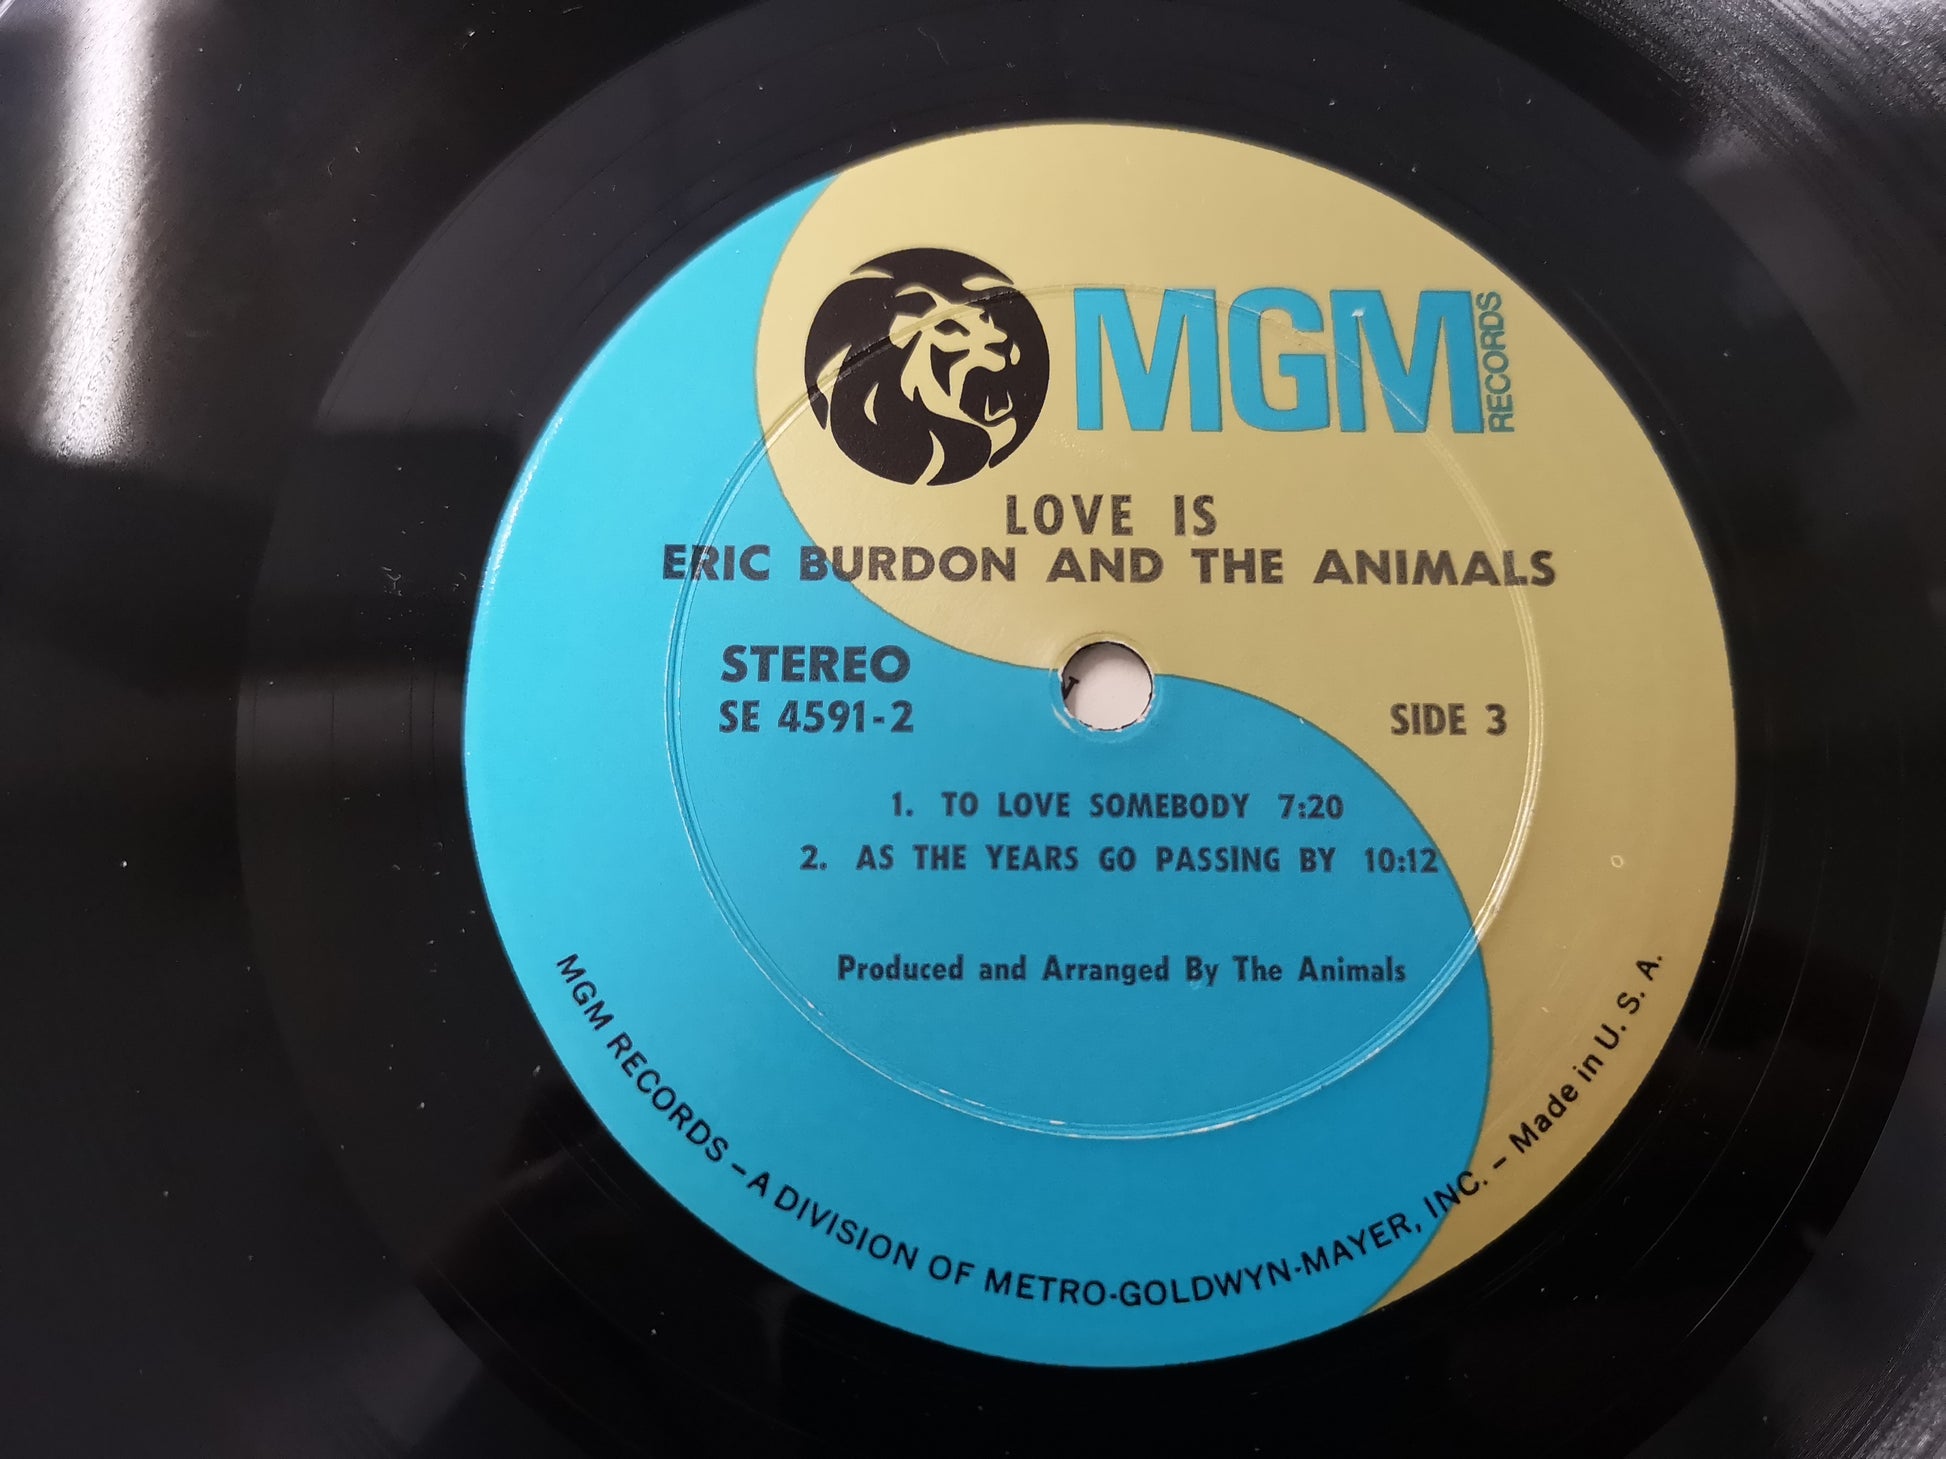 MGM RECORDS
LOVE IS
ERIC BURDON AND THE ANIMALS
STEREO
SE 4591-2
SIDE 3
1. TO LOVE SOMEBODY 7:20
2. AS THE YEARS GO PASSING BY 10:12
Produced and Arranged By The Animals
MGM RECORDS – A DIVISION OF METRO-GOLDWYN-MAYER, INC. – Made in U. S. A.